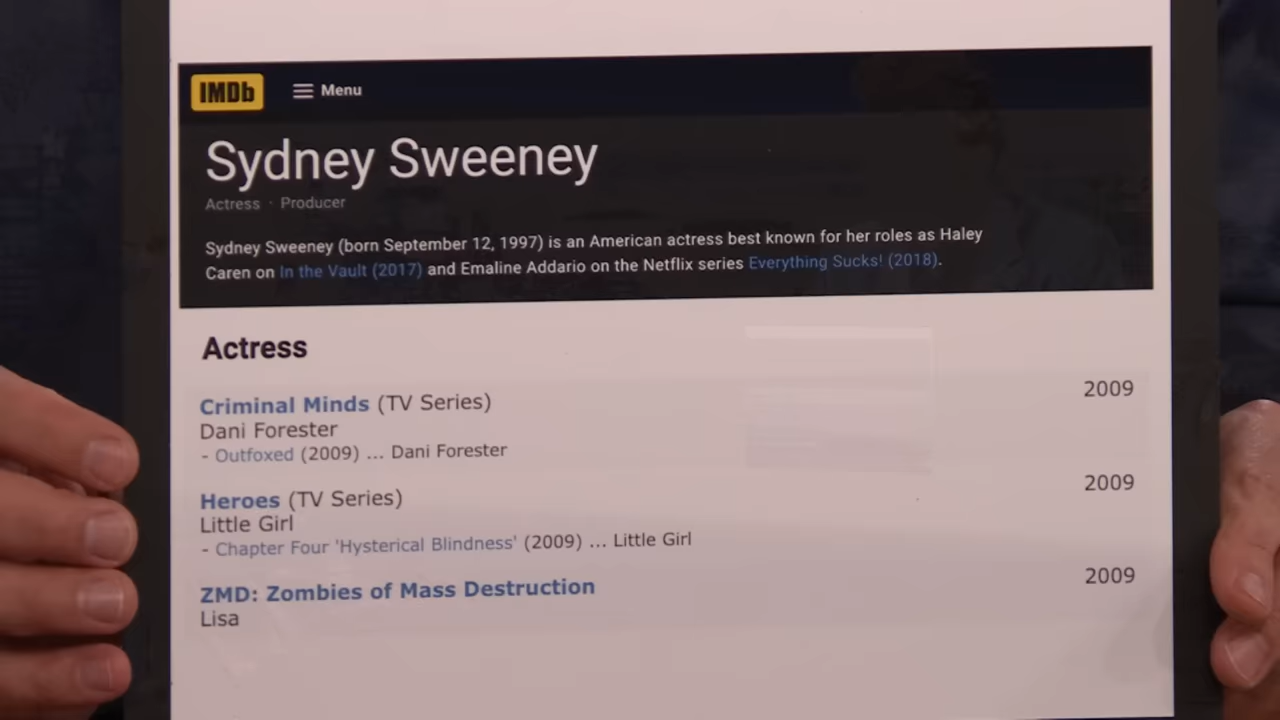 IMDb Menu
Sydney Sweeney
Actress · Producer
Sydney Sweeney (born September 12, 1997) is an American actress best known for her roles as Haley
Caren on In the Vault (2017) and Emaline Addario on the Netflix series Everything Sucks! (2018).
Actress
Criminal Minds (TV Series) 2009
Dani Forester
- Outfoxed (2009) ... Dani Forester
Heroes (TV Series) 2009
Little Girl
- Chapter Four 'Hysterical Blindness' (2009) ... Little Girl
ZMD: Zombies of Mass Destruction 2009
Lisa